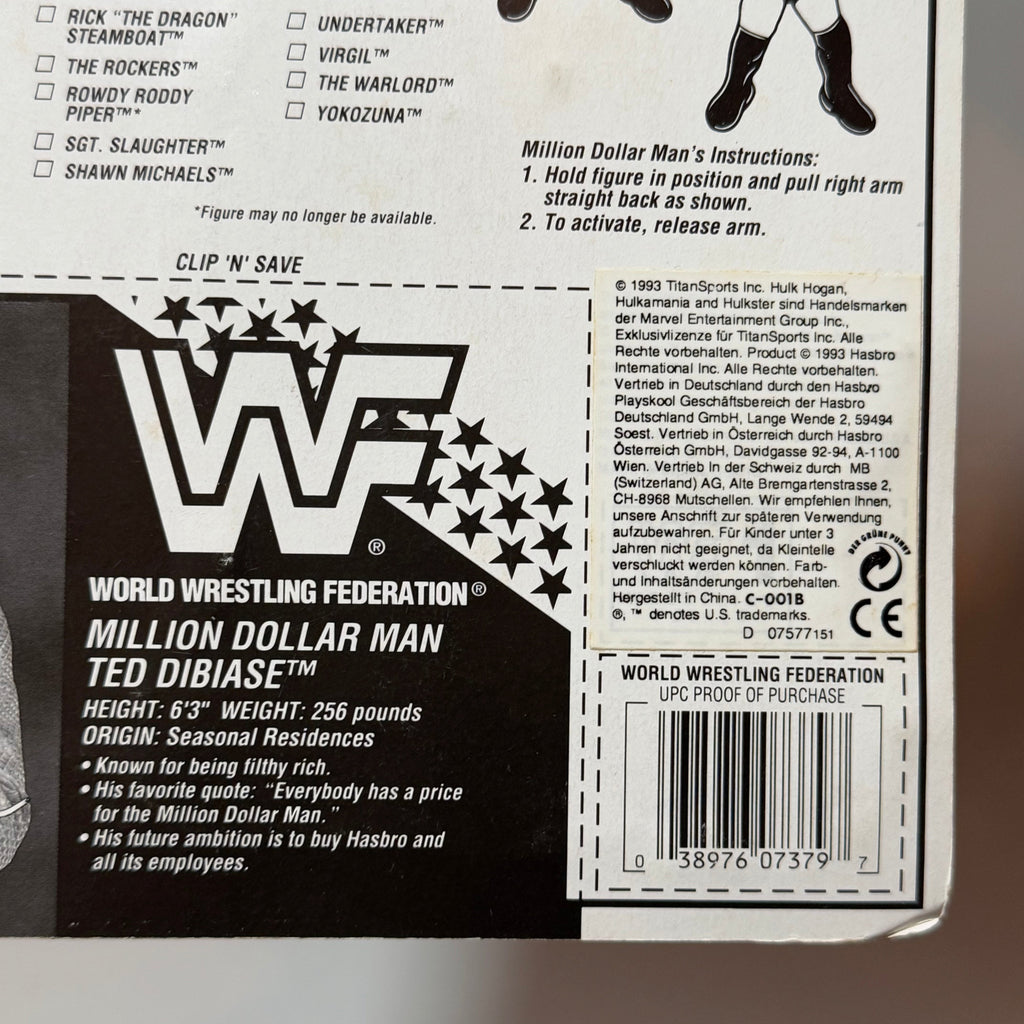 ☐ RICK "THE DRAGON"
STEAMBOAT™
☐ THE ROCKERS™
☐ ROWDY RODDY
PIPER™*
☐ SGT. SLAUGHTER™
☐ SHAWN MICHAELS™
☐ UNDERTAKER™
☐ VIRGIL™
☐ THE WARLORD™
☐ YOKOZUNA™
*Figure may no longer be available.
CLIP 'N' SAVE
Million Dollar Man's Instructions:
1. Hold figure in position and pull right arm
straight back as shown.
2. To activate, release arm.
WF®
WORLD WRESTLING FEDERATION®
MILLION DOLLAR MAN
TED DIBIASE™
HEIGHT: 6'3" WEIGHT: 256 pounds
ORIGIN: Seasonal Residences
• Known for being filthy rich.
• His favorite quote: "Everybody has a price
for the Million Dollar Man."
• His future ambition is to buy Hasbro and
all its employees.
© 1993 TitanSports Inc. Hulk Hogan,
Hulkamania and Hulkster sind Handelsmarken
der Marvel Entertainment Group Inc.,
Exklusivlizenze für TitanSports Inc. Alle
Rechte vorbehalten. Product © 1993 Hasbro
International Inc. Alle Rechte vorbehalten.
Vertrieb in Deutschland durch den Hasbro
Playskool Geschäftsbereich der Hasbro
Deutschland GmbH, Lange Wende 2, 59494
Soest. Vertrieb in Österreich durch Hasbro
Österreich GmbH, Davidgasse 92-94, A-1100
Wien. Vertrieb in der Schweiz durch MB
(Switzerland) AG, Alte Bremgartenstrasse 2,
CH-8968 Mutschellen. Wir empfehlen Ihnen,
unsere Anschrift zur späteren Verwendung
aufzubewahren. Für Kinder unter 3
Jahren nicht geeignet, da Kleinteile
verschluckt werden können. Farb-
und Inhaltsänderungen vorbehalten.
Hergestellt in China. C-001B
®, ™ denotes U.S. trademarks.
D 07577151
DER GRÜNE PUNKT
CE
WORLD WRESTLING FEDERATION
UPC PROOF OF PURCHASE
0 38976 07379 7